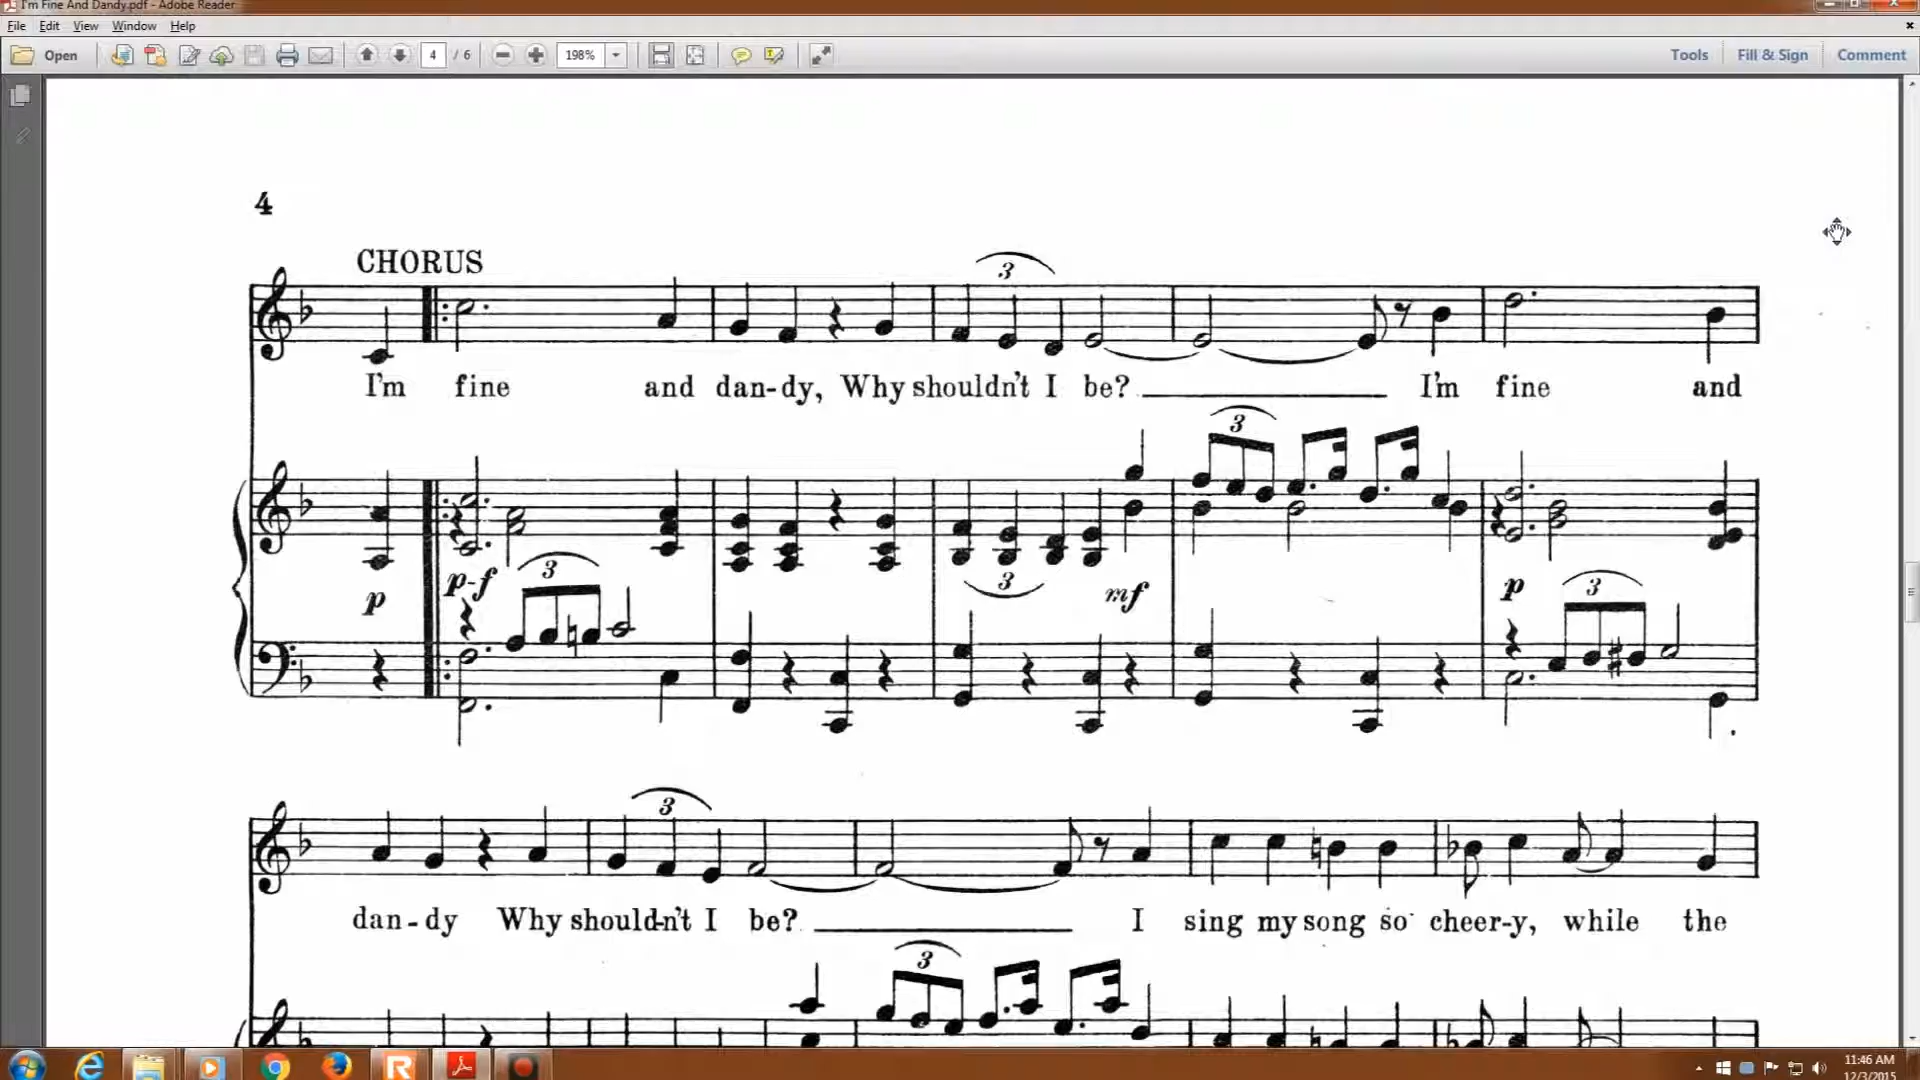 I'm Fine And Dandy.pdf - Adobe Reader
File Edit View Window Help
Open 4 / 6 198% Tools Fill & Sign Comment
4
CHORUS
3
I'm fine and dan-dy, Why shouldn't I be? I'm fine and
3
p p-f 3 3 mf p 3
3
dan-dy Why should-n't I be? I sing my song so cheer-y, while the
3
11:46 AM
12/3/2015